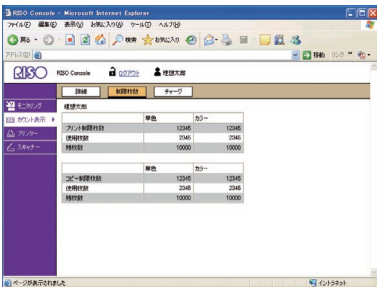 RISO Console - Microsoft Internet Explorer
ファイル(F) 編集(E) 表示(V) お気に入り(A) ツール(T) ヘルプ(H)
戻る 検索 お気に入り
アドレス(D) 移動 リンク
RISO RISO Console ログアウト 理想太郎
詳細 制限枚数 チャージ
モニタリング
カウント表示
プリンター
スキャナー
理想太郎
単色 カラー
プリント制限枚数 12345 12345
使用枚数 2345 2345
残枚数 10000 10000
単色 カラー
コピー制限枚数 12345 12345
使用枚数 2345 2345
残枚数 10000 10000
ページが表示されました イントラネット